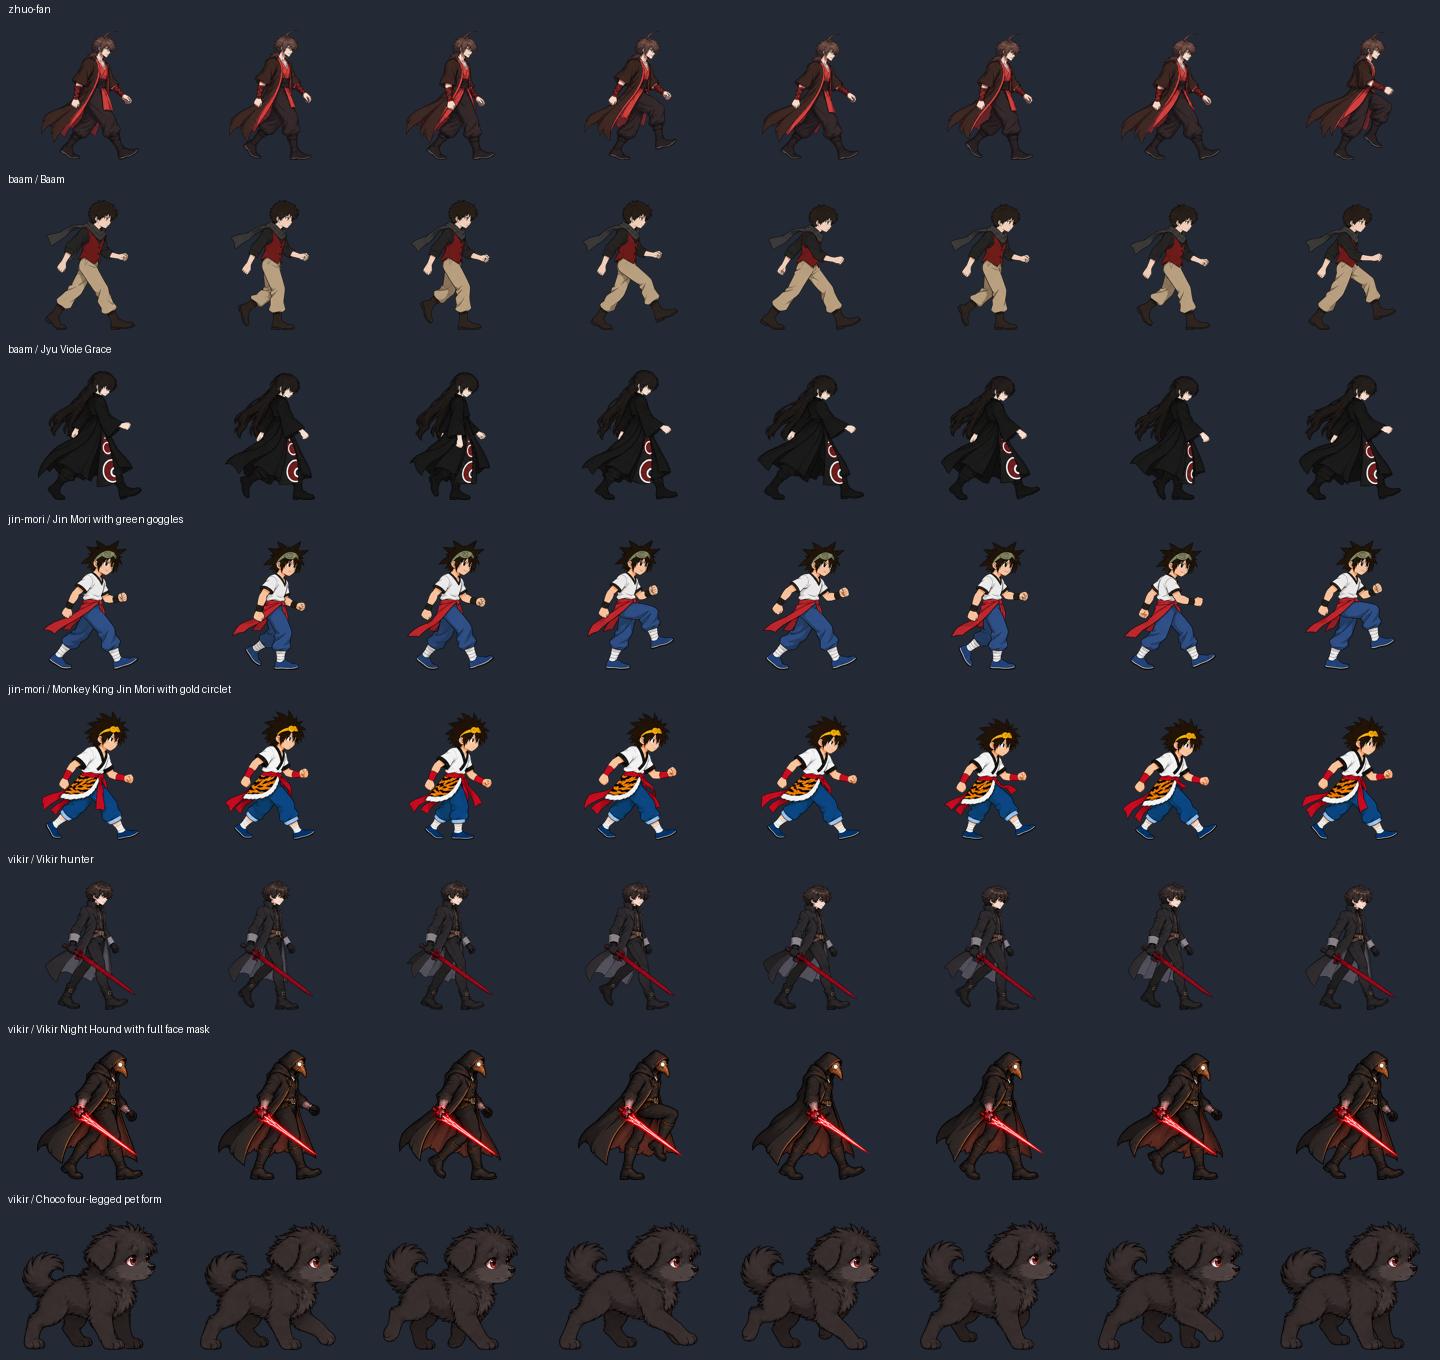 zhuo-fan
baam / Baam
baam / Jyu Viole Grace
jin-mori / Jin Mori with green goggles
jin-mori / Monkey King Jin Mori with gold circlet
vikir / Vikir hunter
vikir / Vikir Night Hound with full face mask
vikir / Choco four-legged pet form